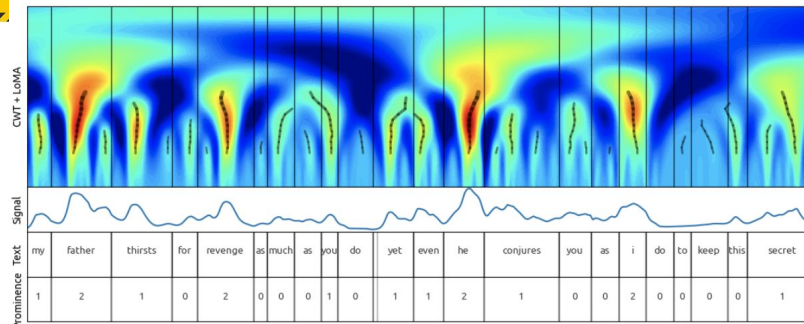 CWT + LoMA
Signal
Text
my father thirsts for revenge as much as you do yet even he conjures you as i do to keep this secret
Prominence
1 2 1 0 2 0 0 0 1 0 1 1 2 1 0 0 2 0 0 0 0 1